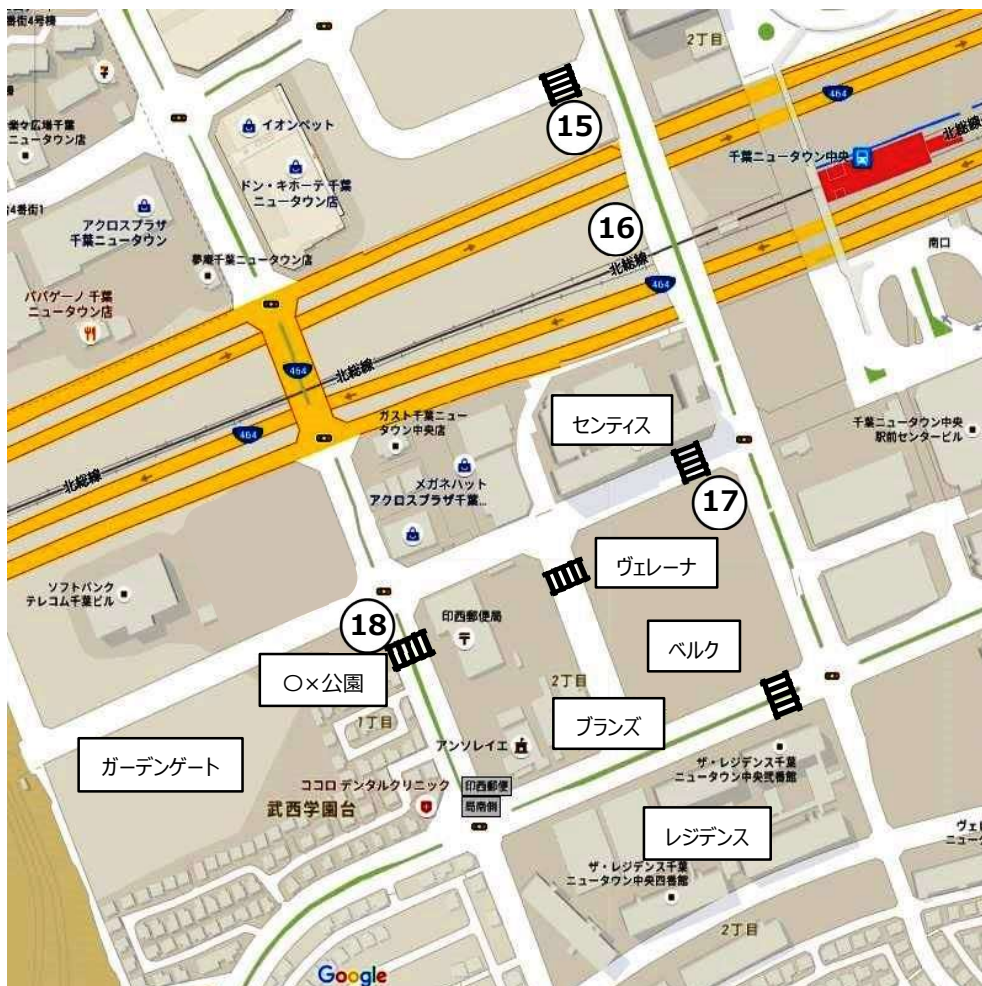 番街4号棟
2丁目
464
15
イオンペット
楽々広場千葉
ニュータウン店
ドン・キホーテ 千葉
ニュータウン店
千葉ニュータウン中央
北総線
4番街1
アクロスプラザ
千葉ニュータウン
16
夢庵千葉ニュータウン店
北総線
南口
464
パパゲーノ 千葉
ニュータウン店
464
北総線
センティス
ガスト千葉ニュー
タウン中央店
千葉ニュータウン中央
駅前センタービル
464
北総線
メガネハット
アクロスプラザ千葉...
17
ヴェレーナ
ソフトバンク
テレコム千葉ビル
印西郵便局
18
ベルク
〇×公園
2丁目
1丁目
ブランズ
アンソレイエ
ガーデンゲート
ザ・レジデンス千葉
ニュータウン中央弐番館
ココロ デンタルクリニック
印西郵便
局南側
武西学園台
レジデンス
ヴェレ
ニュータ
ザ・レジデンス千葉
ニュータウン中央四番館
2丁目
Google